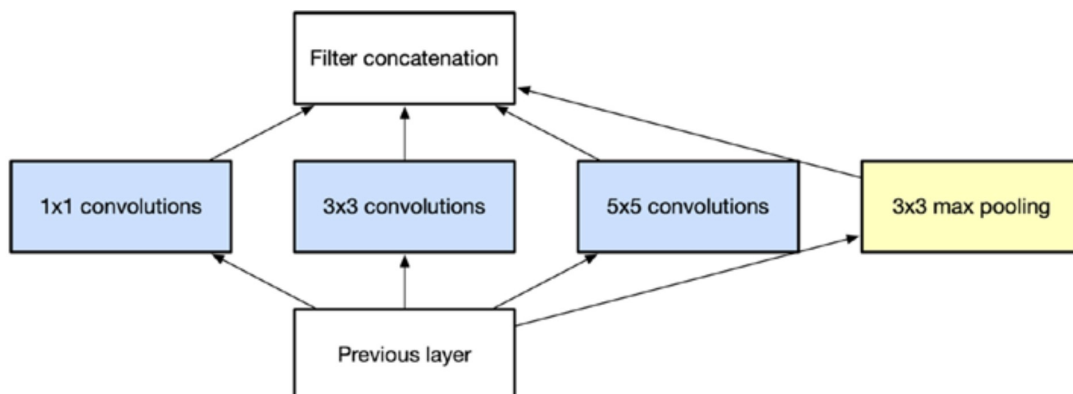 Filter concatenation
1x1 convolutions
3x3 convolutions
5x5 convolutions
3x3 max pooling
Previous layer